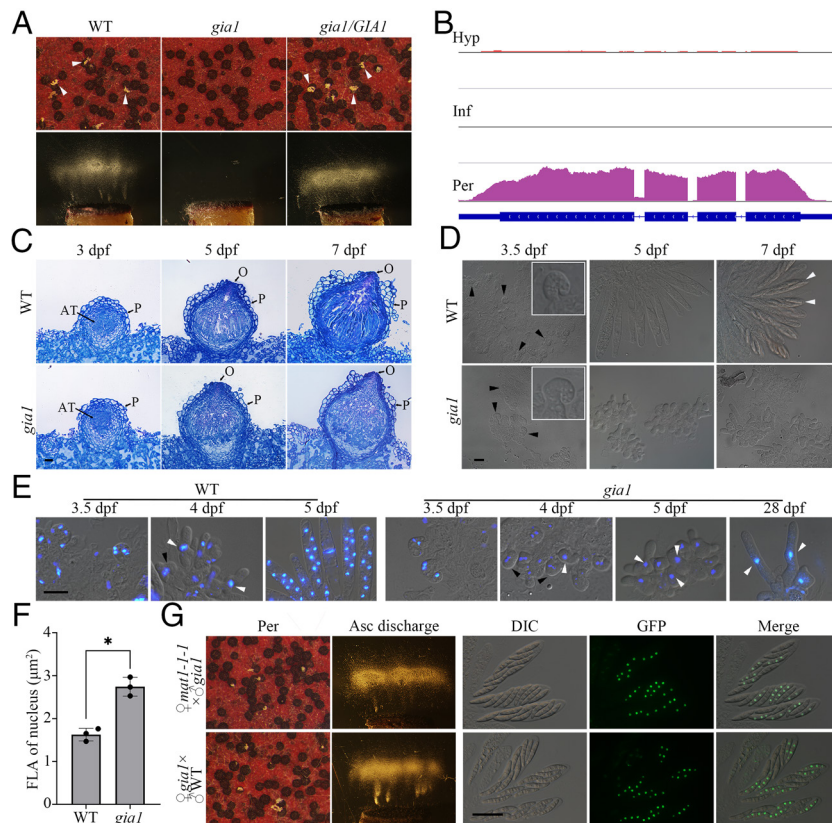 A
WT
gia1
gia1/GIA1
B
Hyp
Inf
Per
C
3 dpf
5 dpf
7 dpf
WT
AT
P
O
P
O
P
gia1
AT
P
O
P
O
P
D
3.5 dpf
5 dpf
7 dpf
WT
gia1
E
WT
gia1
3.5 dpf
4 dpf
5 dpf
3.5 dpf
4 dpf
5 dpf
28 dpf
F
FLA of nucleus (μm²)
4
3
2
1
0
*
WT
gia1
G
Per
Asc discharge
DIC
GFP
Merge
♀mat1-1-1
×♂gia1
♀gia1×
♂WT